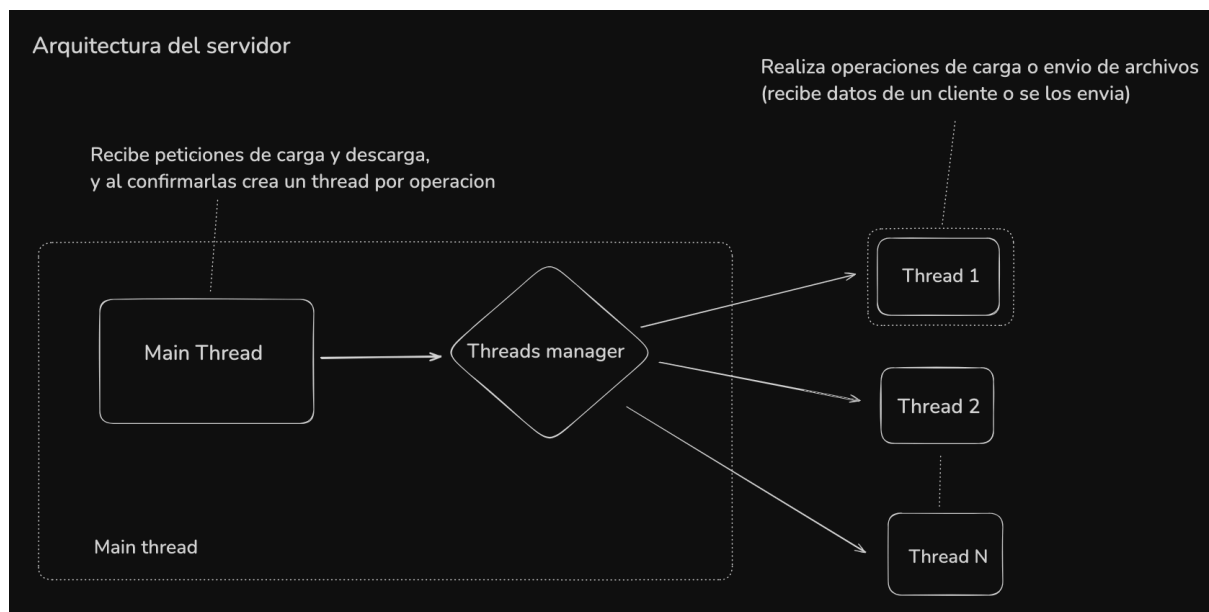 Arquitectura del servidor
Realiza operaciones de carga o envio de archivos
(recibe datos de un cliente o se los envia)
Recibe peticiones de carga y descarga,
y al confirmarlas crea un thread por operacion
Main Thread
Threads manager
Thread 1
Thread 2
Thread N
Main thread